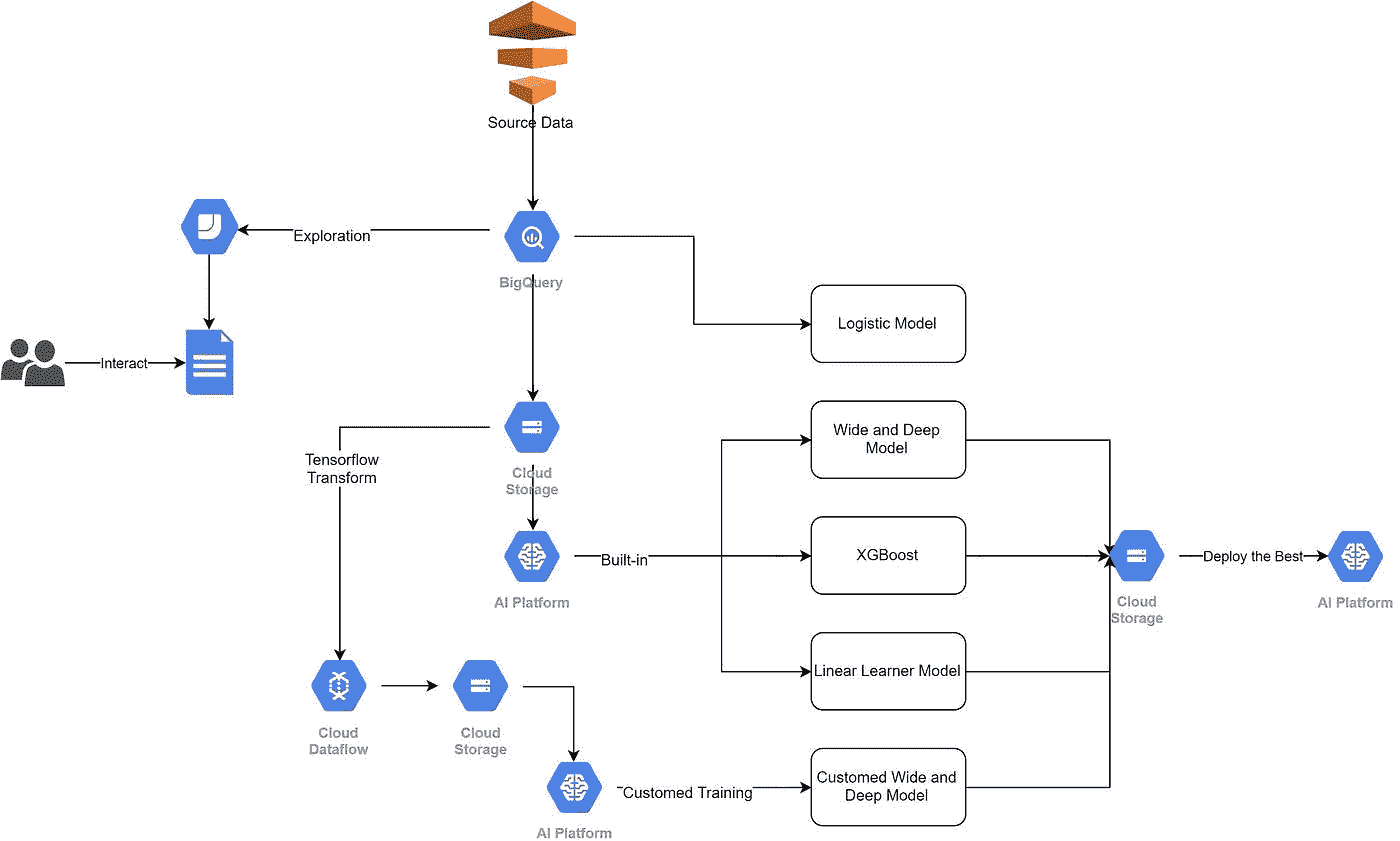 Source Data
Exploration
BigQuery
Logistic Model
Interact
Wide and Deep
Model
Tensorflow
Transform
Cloud
Storage
XGBoost
Built-in
Deploy the Best
AI Platform
Cloud
Storage
AI Platform
Linear Learner Model
Cloud
Dataflow
Cloud
Storage
Customed Wide and
Deep Model
Customed Training
AI Platform